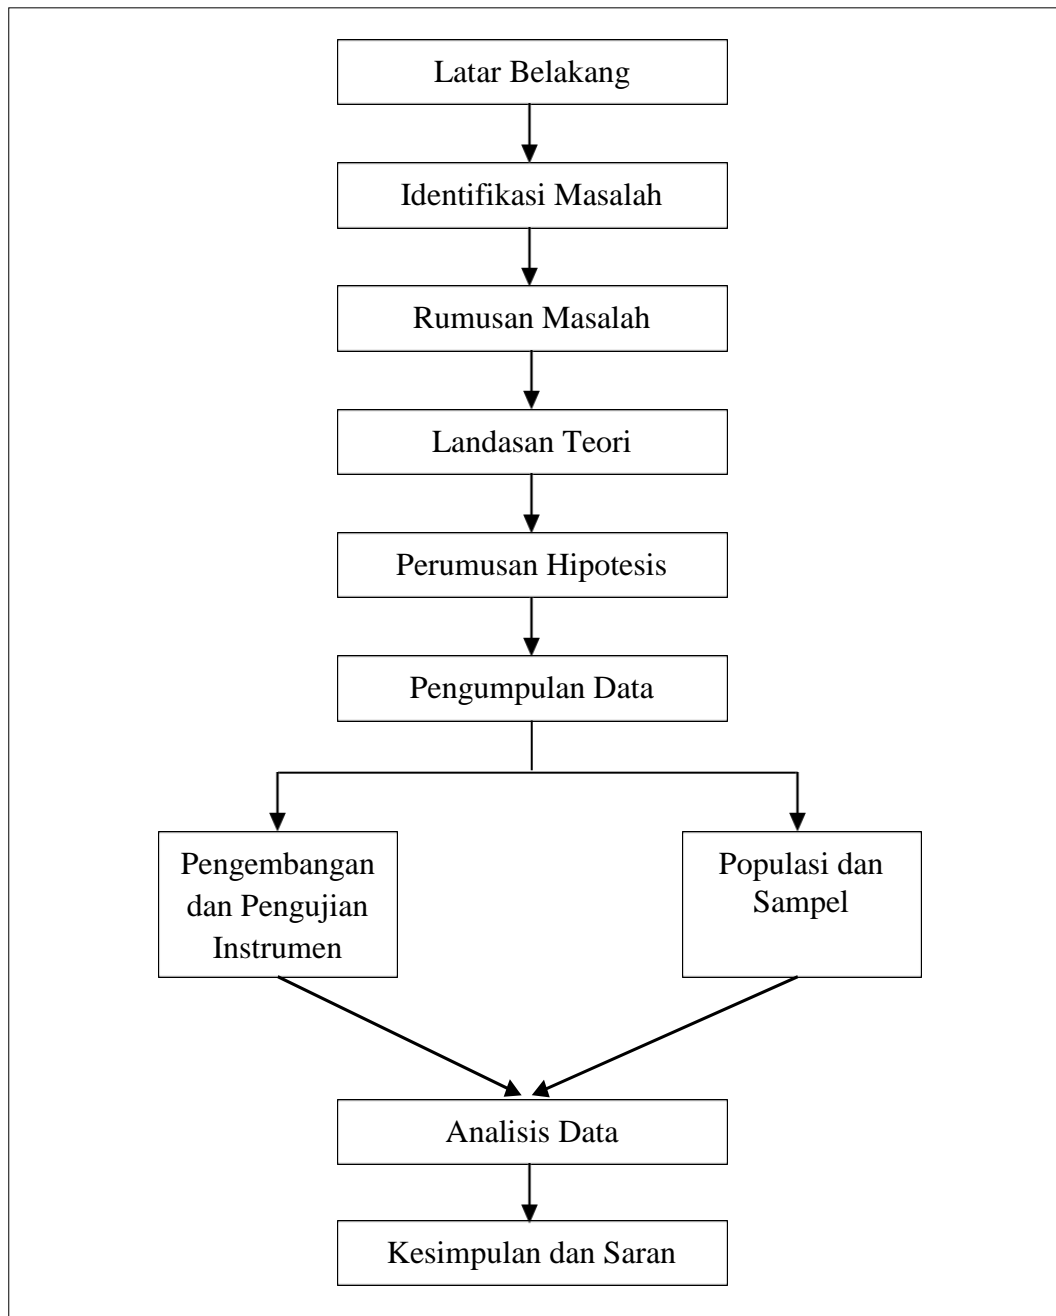 Latar Belakang
Identifikasi Masalah
Rumusan Masalah
Landasan Teori
Perumusan Hipotesis
Pengumpulan Data
Pengembangan
dan Pengujian
Instrumen
Populasi dan
Sampel
Analisis Data
Kesimpulan dan Saran